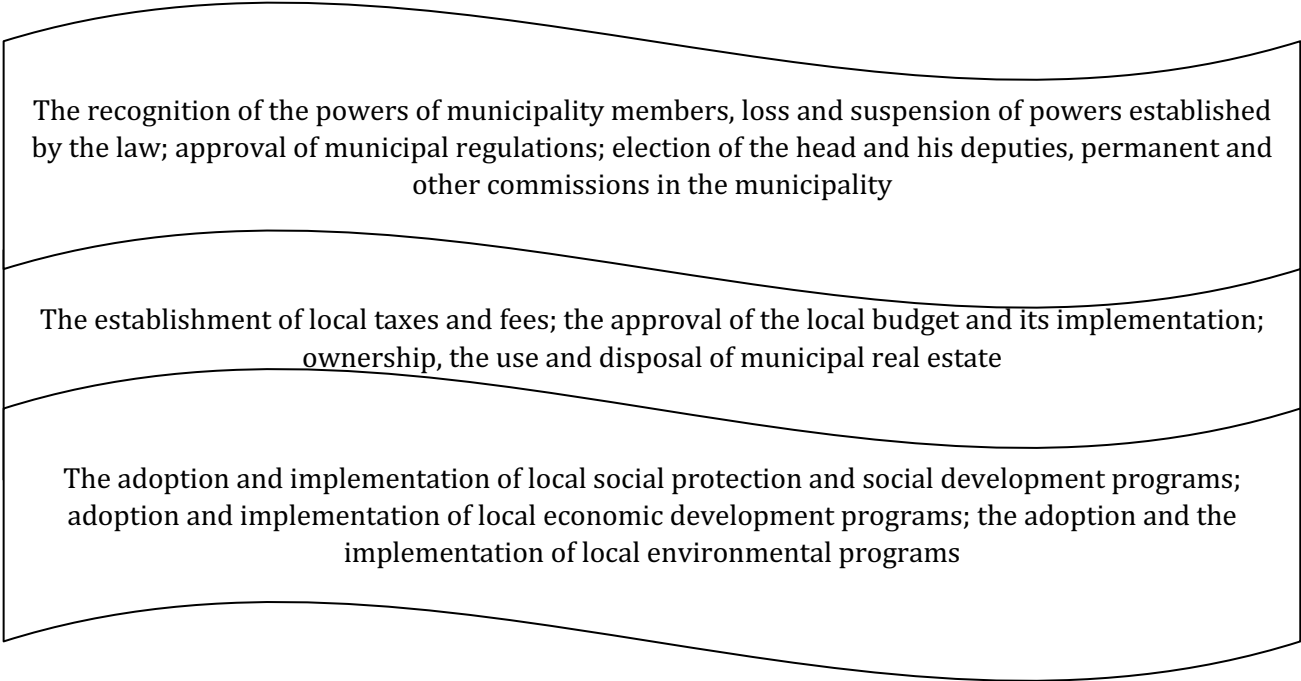 The recognition of the powers of municipality members, loss and suspension of powers established
by the law; approval of municipal regulations; election of the head and his deputies, permanent and
other commissions in the municipality
The establishment of local taxes and fees; the approval of the local budget and its implementation;
ownership, the use and disposal of municipal real estate
The adoption and implementation of local social protection and social development programs;
adoption and implementation of local economic development programs; the adoption and the
implementation of local environmental programs